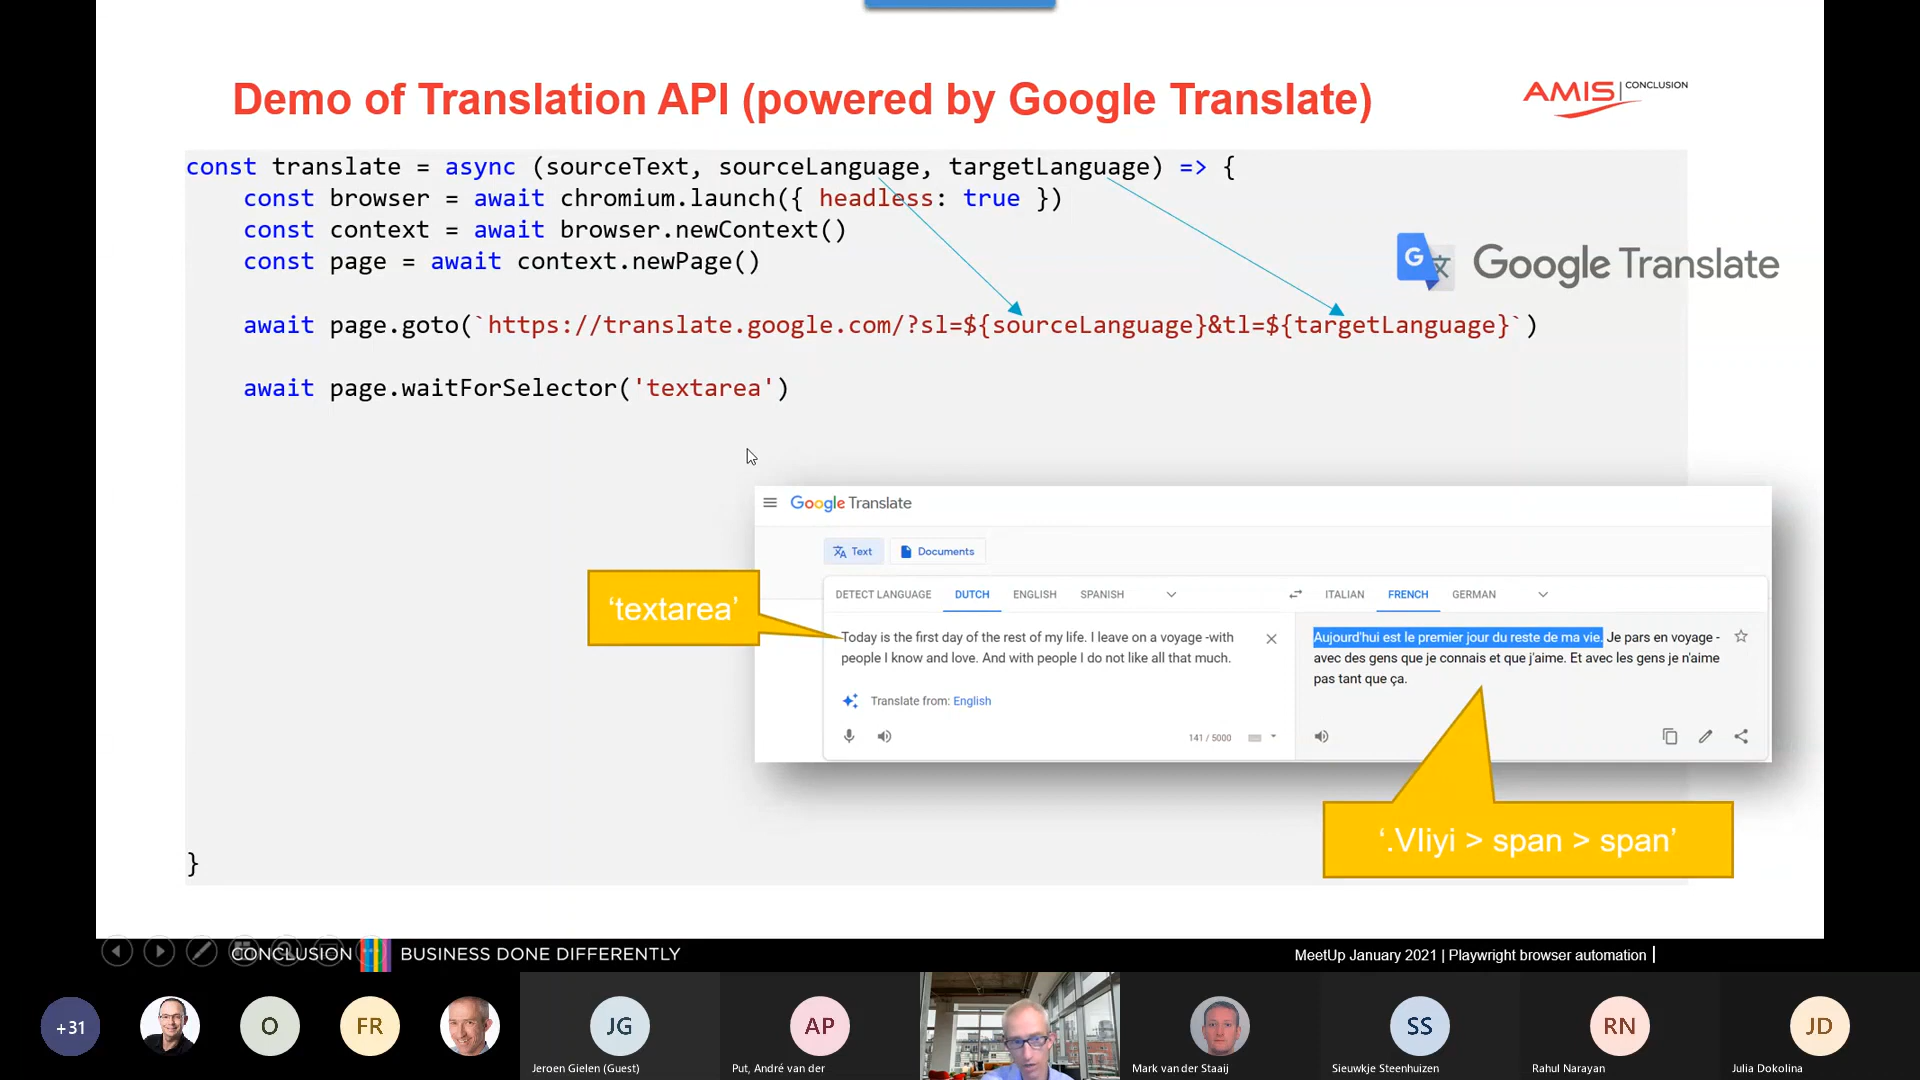 Demo of Translation API (powered by Google Translate)
AMIS | CONCLUSION
const translate = async (sourceText, sourceLanguage, targetLanguage) => {
const browser = await chromium.launch({ headless: true })
const context = await browser.newContext()
const page = await context.newPage()
G 文 Google Translate
await page.goto(`https://translate.google.com/?sl=${sourceLanguage}&tl=${targetLanguage}`)
await page.waitForSelector('textarea')
Google Translate
Text Documents
DETECT LANGUAGE DUTCH ENGLISH SPANISH ITALIAN FRENCH GERMAN
‘textarea’
Today is the first day of the rest of my life. I leave on a voyage -with
people I know and love. And with people I do not like all that much.
Translate from: English
141 / 5000
Aujourd'hui est le premier jour du reste de ma vie. Je pars en voyage -
avec des gens que je connais et que j'aime. Et avec les gens je n'aime
pas tant que ça.
‘.VIiyi > span > span’
}
CONCLUSION BUSINESS DONE DIFFERENTLY
MeetUp January 2021 | Playwright browser automation |
+31 O FR JG AP SS RN JD
Jeroen Gielen (Guest) Put, André van der Mark van der Staaij Sieuwkje Steenhuizen Rahul Narayan Julia Dokolina